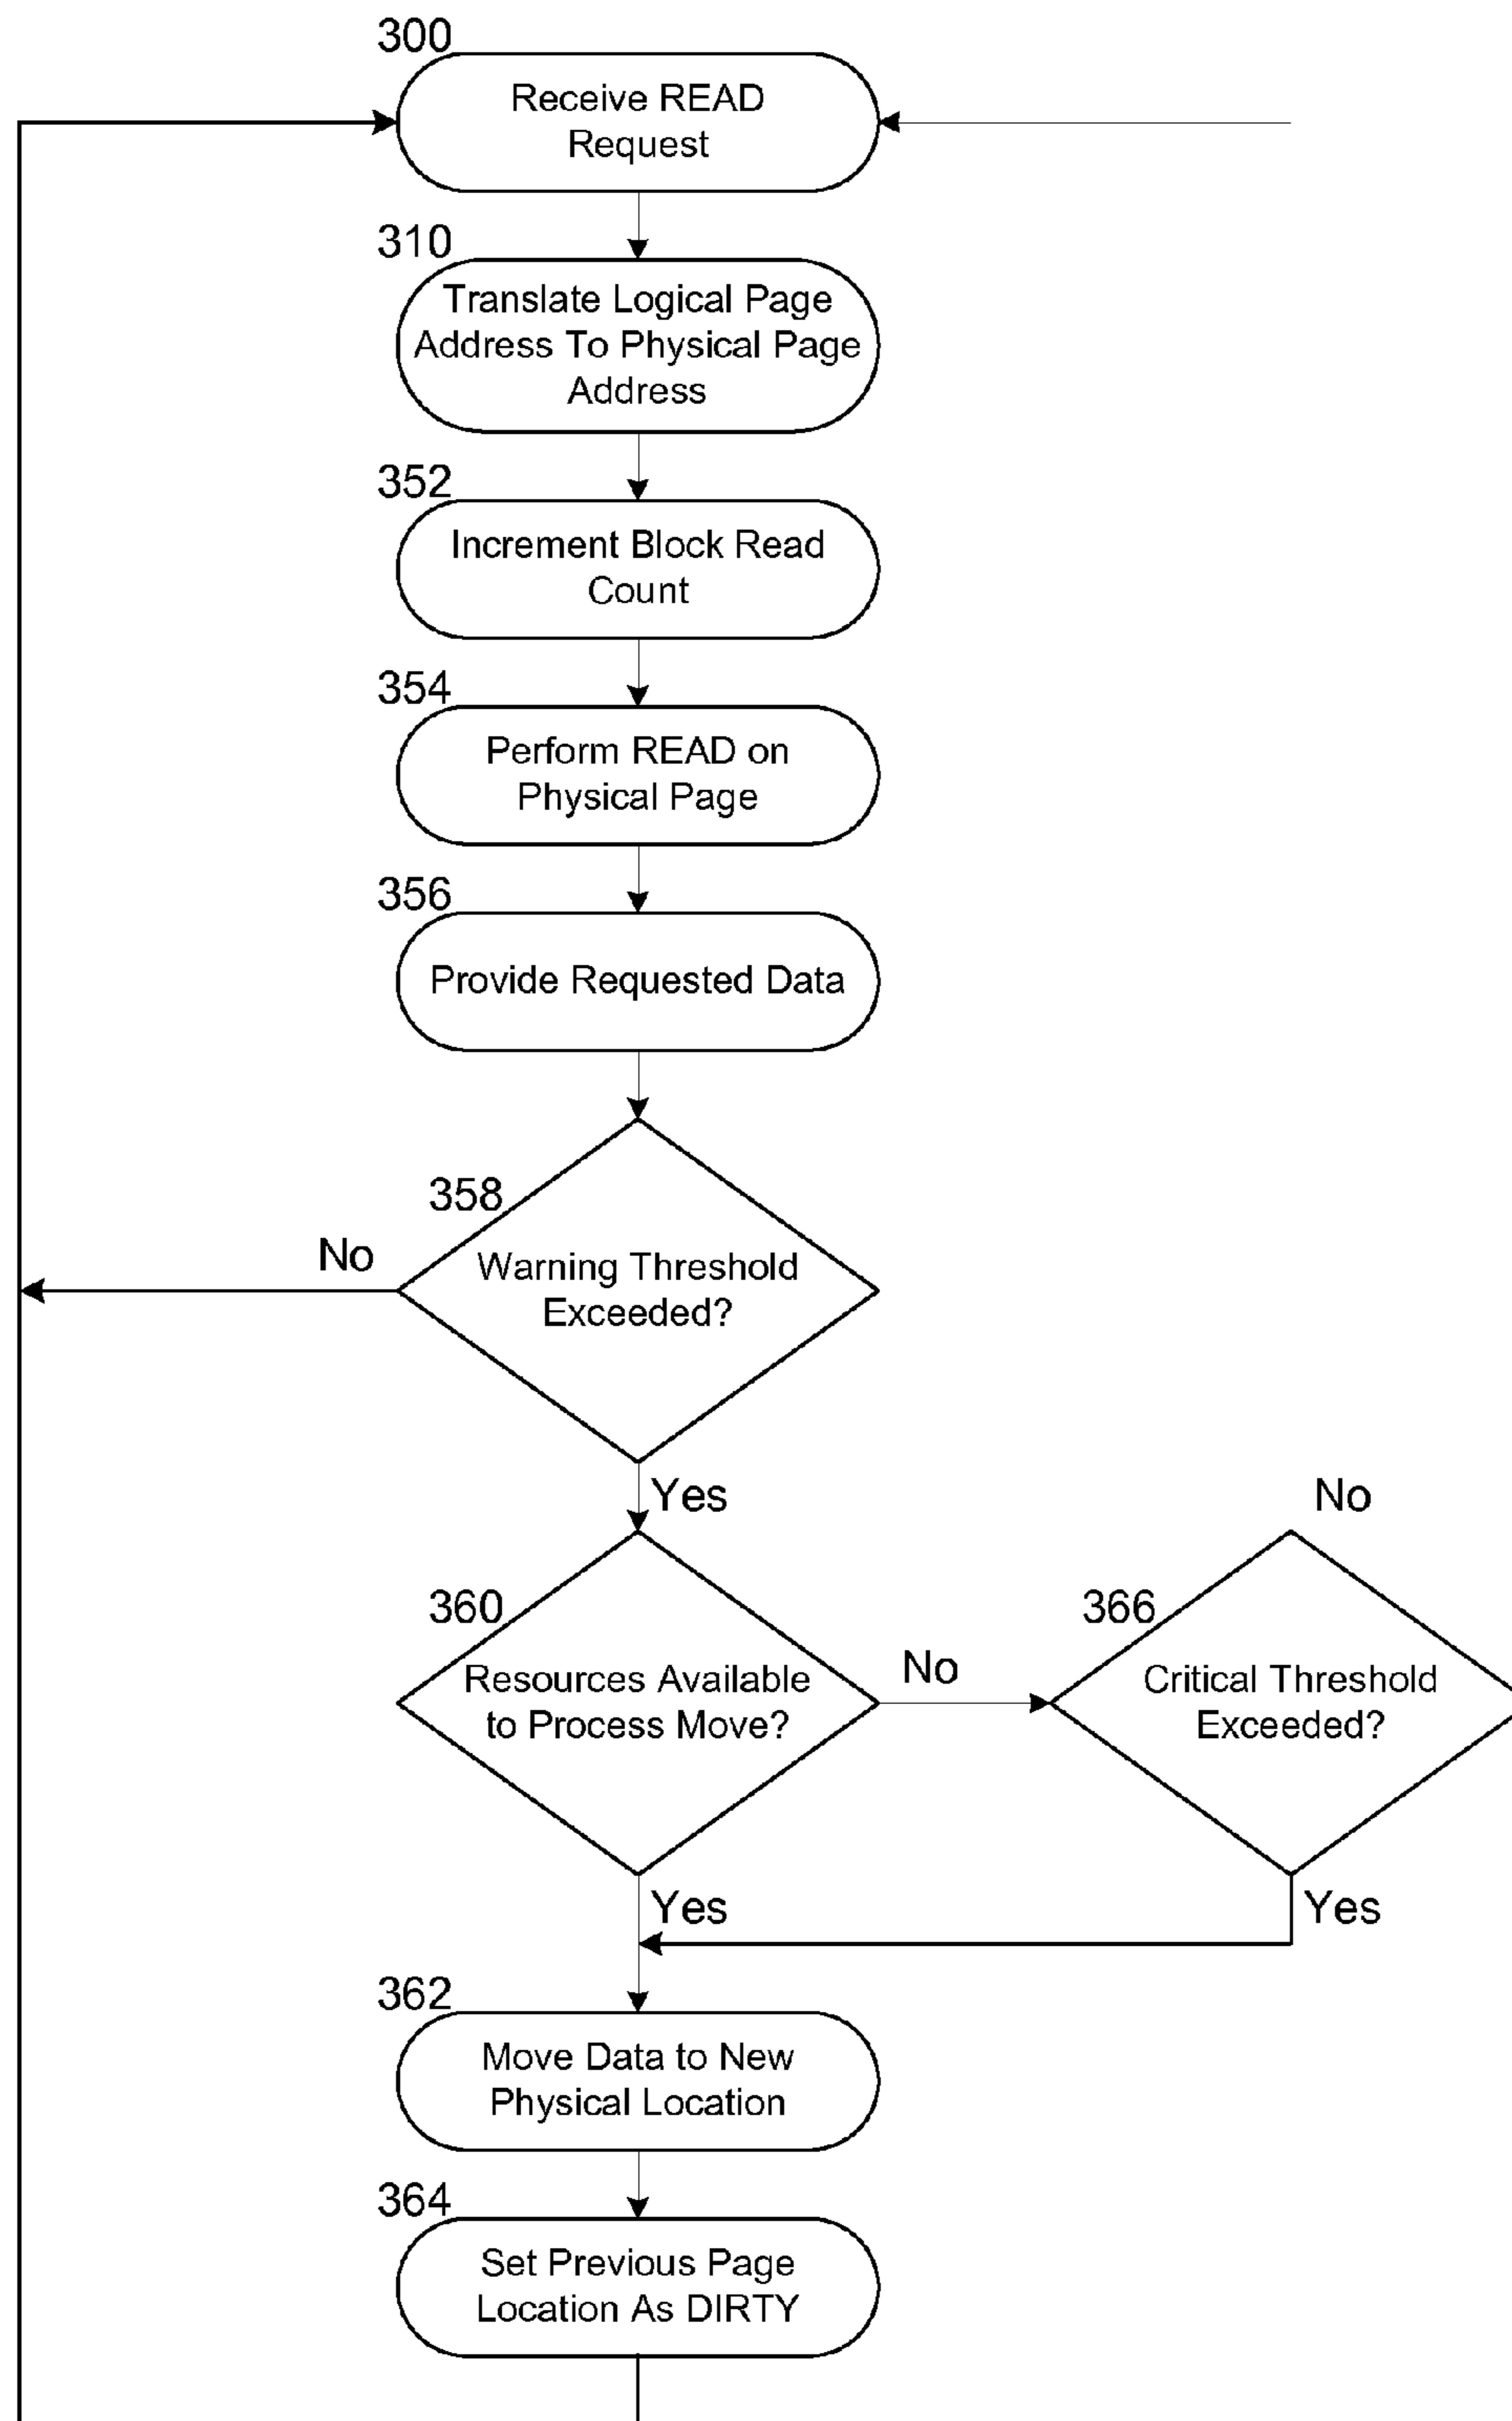 300
Receive READ
Request
310
Translate Logical Page
Address To Physical Page
Address
352
Increment Block Read
Count
354
Perform READ on
Physical Page
356
Provide Requested Data
358
No
Warning Threshold
Exceeded?
Yes
No
360
366
Resources Available
to Process Move?
No
Critical Threshold
Exceeded?
Yes
Yes
362
Move Data to New
Physical Location
364
Set Previous Page
Location As DIRTY